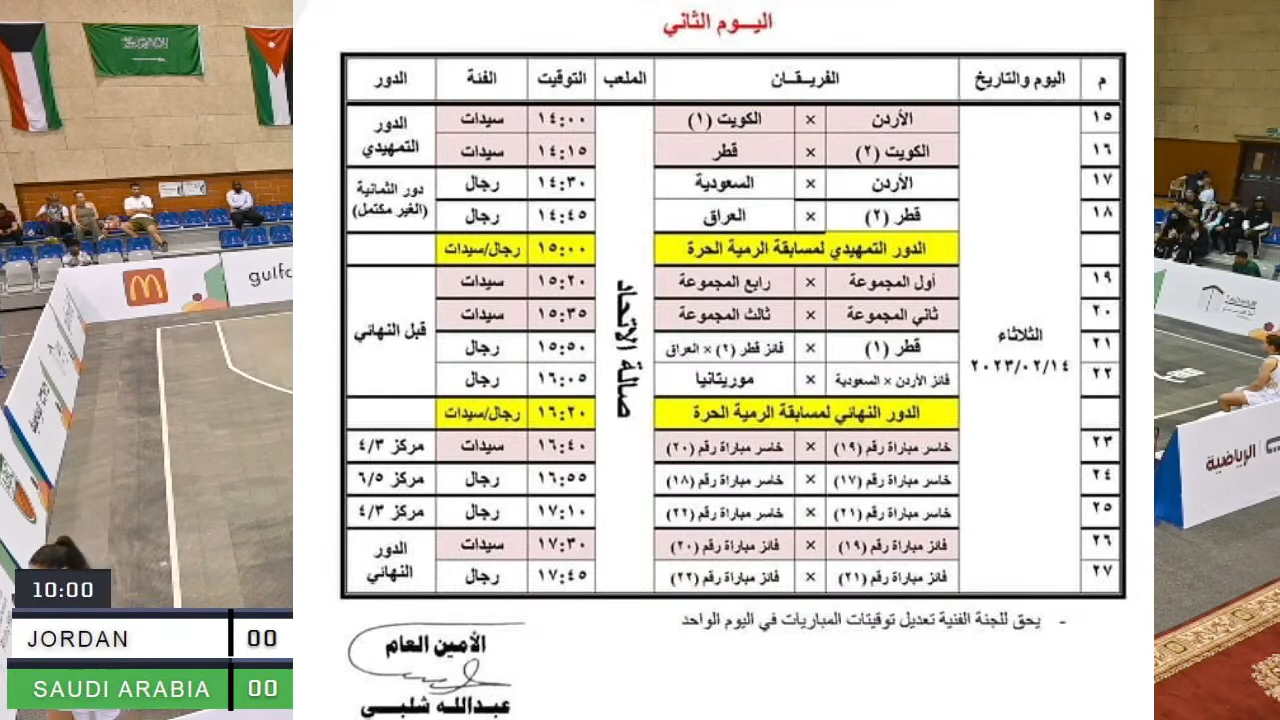 اليـــوم الثاني
م اليوم والتاريخ الفريـقـان الملعب التوقيت الفئة الدور
١٥ الأردن × الكويت (١) ١٤:٠٠ سيدات الدور التمهيدي
١٦ الكويت (٢) × قطر ١٤:١٥ سيدات
١٧ الأردن × السعودية ١٤:٣٠ رجال دور الثمانية (الغير مكتمل)
١٨ قطر (٢) × العراق ١٤:٤٥ رجال
الدور التمهيدي لمسابقة الرمية الحرة ١٥:٠٠ رجال/سيدات
١٩ أول المجموعة × رابع المجموعة ١٥:٢٠ سيدات
٢٠ ثاني المجموعة × ثالث المجموعة ١٥:٣٥ سيدات قبل النهائي
الثلاثاء
٢٠٢٣/٠٢/١٤
صالة الإتحاد
٢١ قطر (١) × فائز قطر (٢) × العراق ١٥:٥٠ رجال
٢٢ فائز الأردن × السعودية × موريتانيا ١٦:٠٥ رجال
الدور النهائي لمسابقة الرمية الحرة ١٦:٢٠ رجال/سيدات
٢٣ خاسر مباراة رقم (١٩) × خاسر مباراة رقم (٢٠) ١٦:٤٠ سيدات مركز ٤/٣
٢٤ خاسر مباراة رقم (١٧) × خاسر مباراة رقم (١٨) ١٦:٥٥ رجال مركز ٦/٥
٢٥ خاسر مباراة رقم (٢١) × خاسر مباراة رقم (٢٢) ١٧:١٠ رجال مركز ٤/٣
٢٦ فائز مباراة رقم (١٩) × فائز مباراة رقم (٢٠) ١٧:٣٠ سيدات الدور النهائي
٢٧ فائز مباراة رقم (٢١) × فائز مباراة رقم (٢٢) ١٧:٤٥ رجال
- يحق للجنة الفنية تعديل توقيتات المباريات في اليوم الواحد
الأمين العام
عبـدالله شلبـي
10:00
JORDAN 00
SAUDI ARABIA 00
gulfc
الرياضية